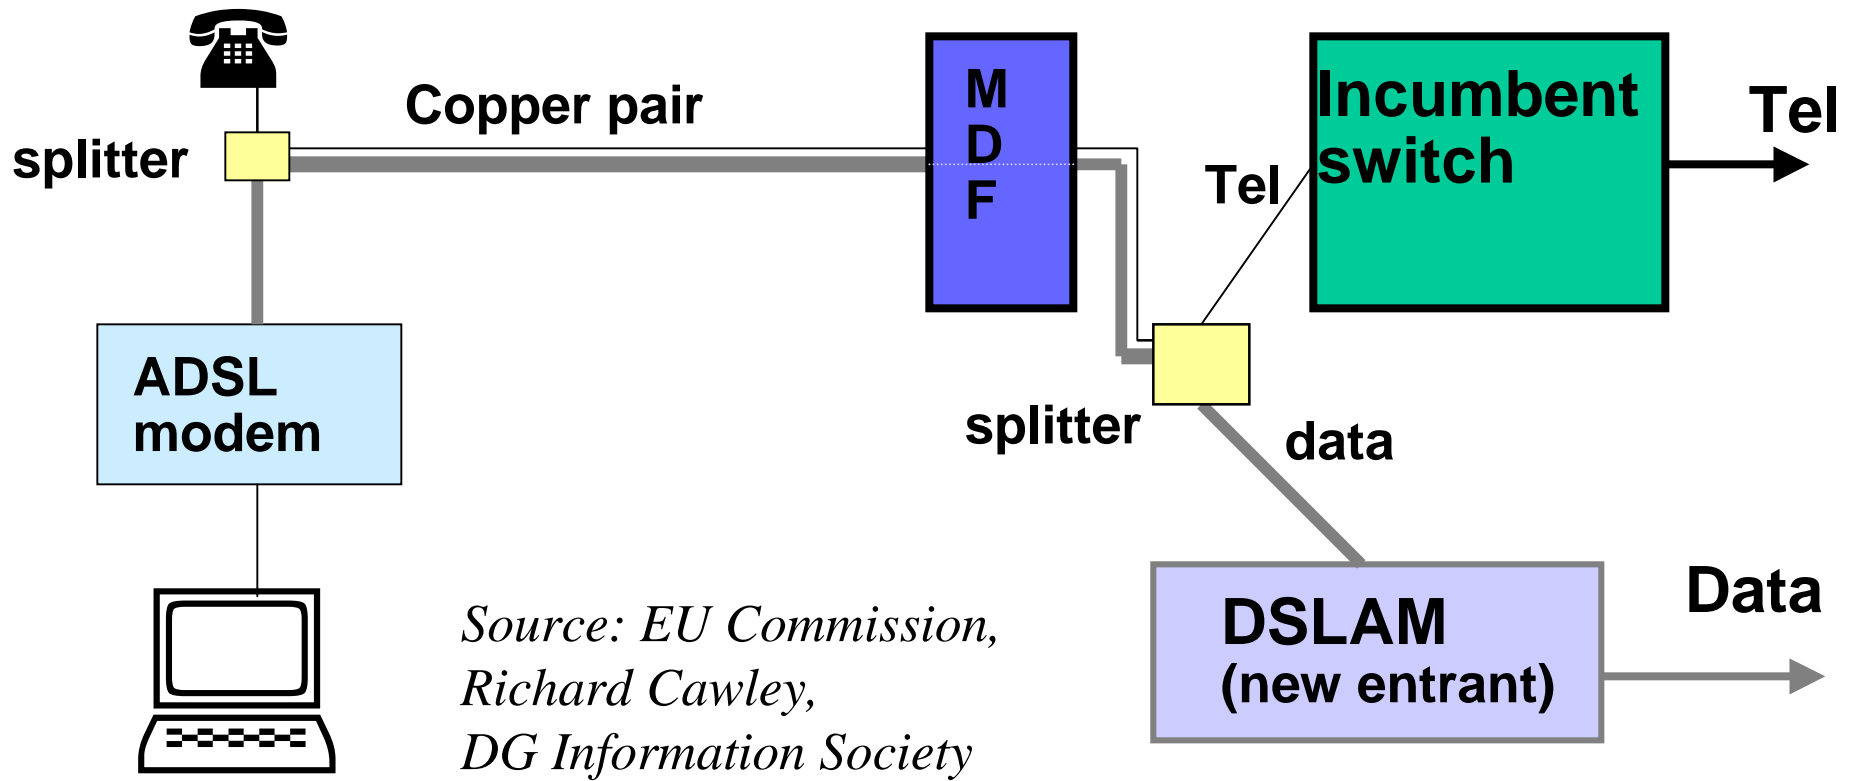 Copper pair
splitter
M
D
F
Incumbent
switch
Tel
Tel
ADSL
modem
splitter
data
DSLAM
(new entrant)
Data
Source: EU Commission,
Richard Cawley,
DG Information Society